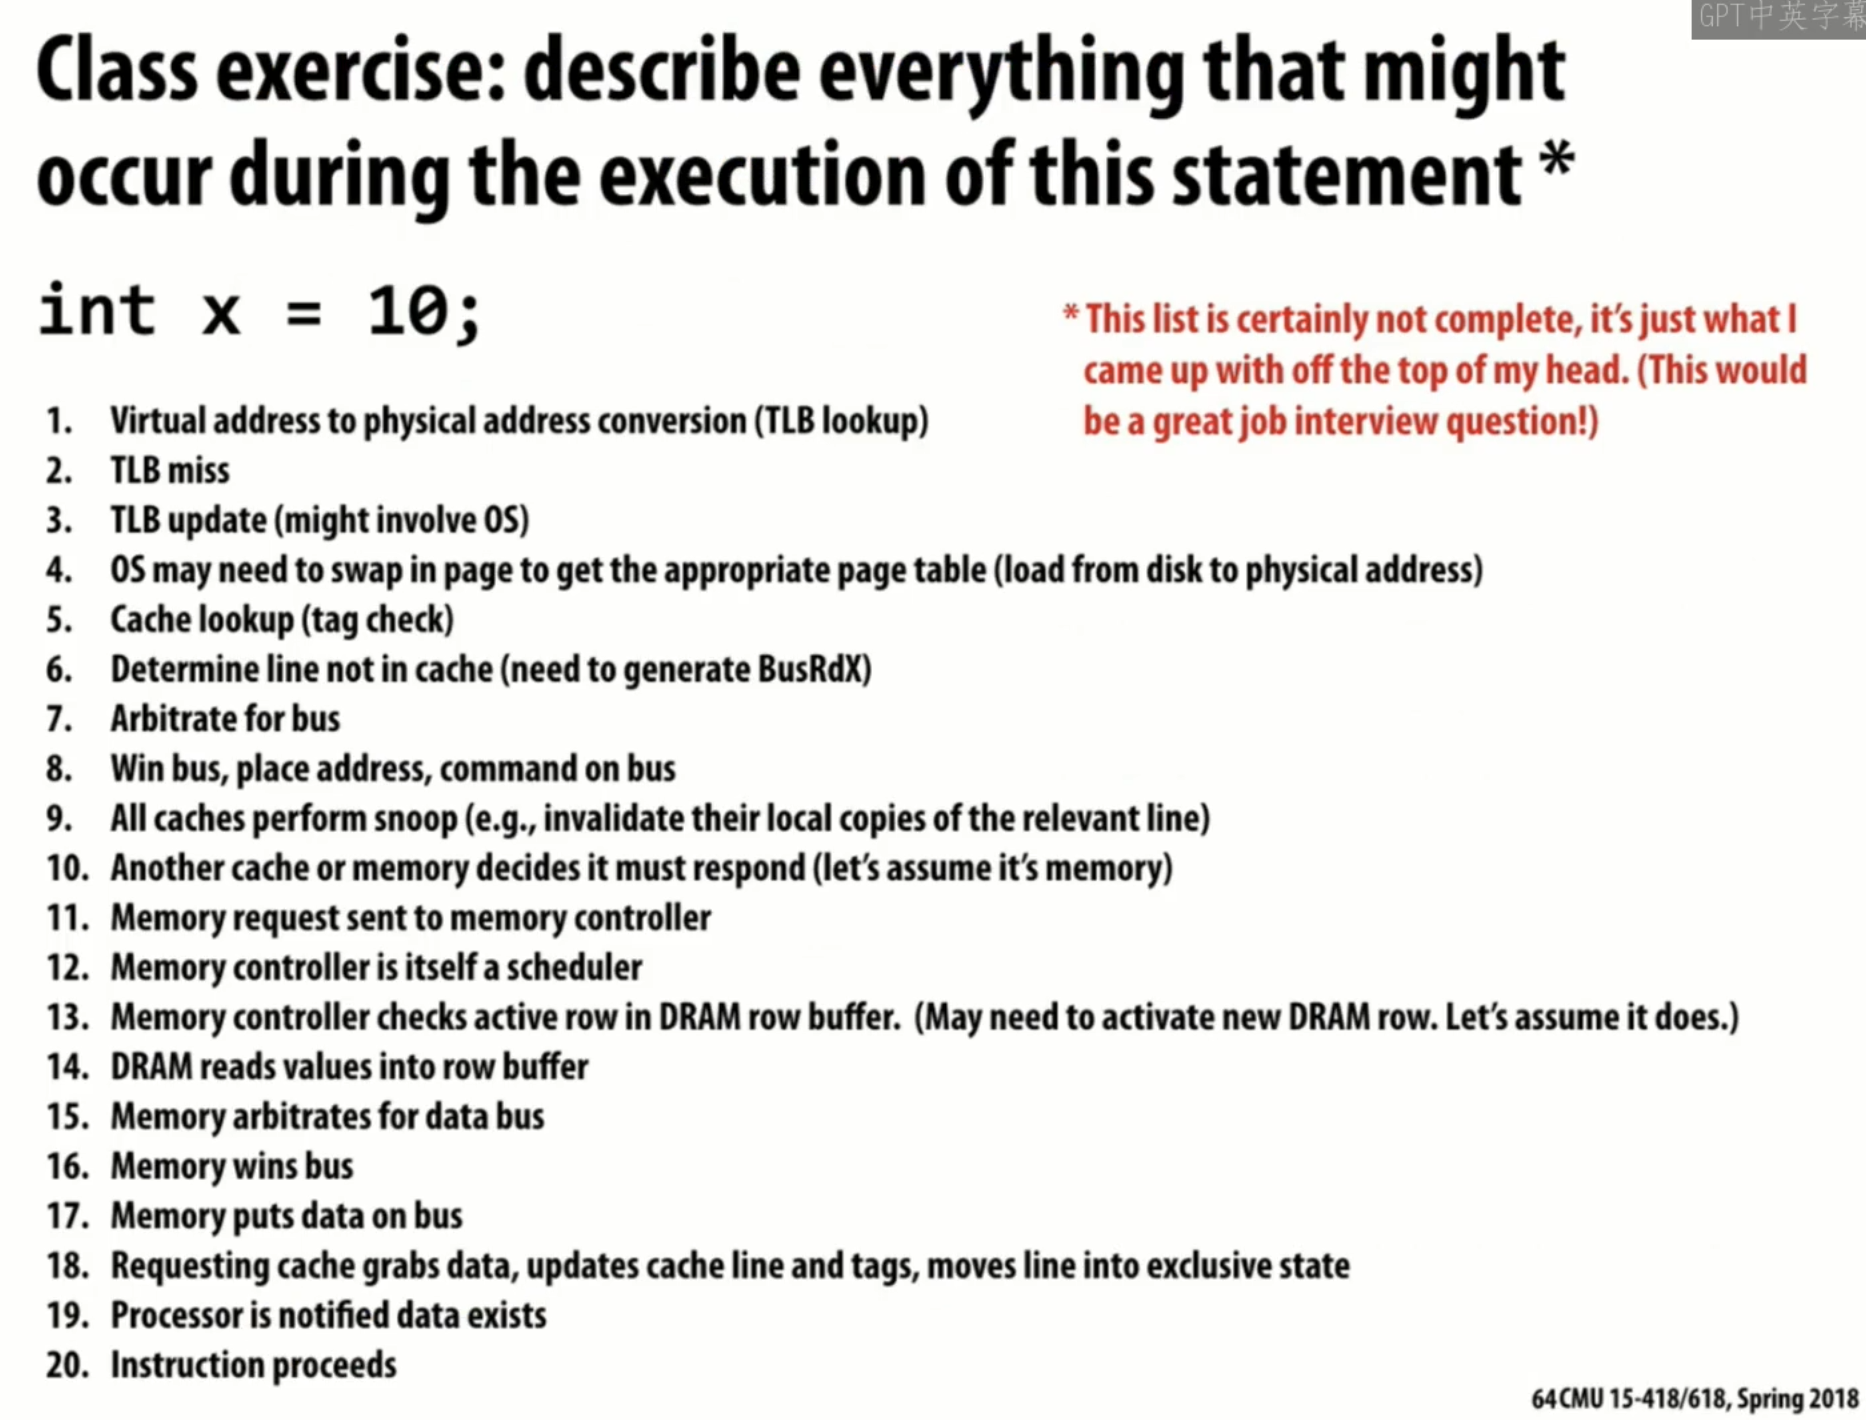 GPT中英字幕
Class exercise: describe everything that might
occur during the execution of this statement *
int x = 10;
* This list is certainly not complete, it's just what I
came up with off the top of my head. (This would
be a great job interview question!)
1. Virtual address to physical address conversion (TLB lookup)
2. TLB miss
3. TLB update (might involve OS)
4. OS may need to swap in page to get the appropriate page table (load from disk to physical address)
5. Cache lookup (tag check)
6. Determine line not in cache (need to generate BusRdX)
7. Arbitrate for bus
8. Win bus, place address, command on bus
9. All caches perform snoop (e.g., invalidate their local copies of the relevant line)
10. Another cache or memory decides it must respond (let's assume it's memory)
11. Memory request sent to memory controller
12. Memory controller is itself a scheduler
13. Memory controller checks active row in DRAM row buffer. (May need to activate new DRAM row. Let's assume it does.)
14. DRAM reads values into row buffer
15. Memory arbitrates for data bus
16. Memory wins bus
17. Memory puts data on bus
18. Requesting cache grabs data, updates cache line and tags, moves line into exclusive state
19. Processor is notified data exists
20. Instruction proceeds
64 CMU 15-418/618, Spring 2018